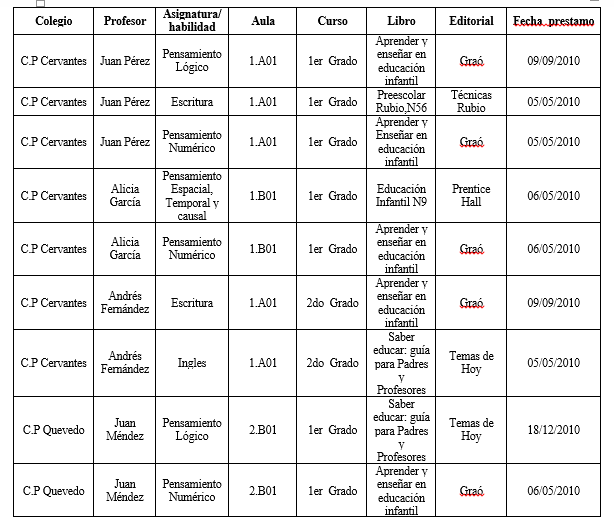 Colegio Profesor Asignatura/ habilidad Aula Curso Libro Editorial Fecha prestamo
C.P Cervantes Juan Pérez Pensamiento Lógico 1.A01 1er Grado Aprender y enseñar en educación infantil Graó 09/09/2010
C.P Cervantes Juan Pérez Escritura 1.A01 1er Grado Preescolar Rubio,N56 Técnicas Rubio 05/05/2010
C.P Cervantes Juan Pérez Pensamiento Numérico 1.A01 1er Grado Aprender y Enseñar en educación infantil Graó 05/05/2010
C.P Cervantes Alicia García Pensamiento Espacial, Temporal y causal 1.B01 1er Grado Educación Infantil N9 Prentice Hall 06/05/2010
C.P Cervantes Alicia García Pensamiento Numérico 1.B01 1er Grado Aprender y enseñar en educación infantil Graó 06/05/2010
C.P Cervantes Andrés Fernández Escritura 1.A01 2do Grado Aprender y enseñar en educación infantil Graó 09/09/2010
C.P Cervantes Andrés Fernández Ingles 1.A01 2do Grado Saber educar: guía para Padres y Profesores Temas de Hoy 05/05/2010
C.P Quevedo Juan Méndez Pensamiento Lógico 2.B01 1er Grado Saber educar: guía para Padres y Profesores Temas de Hoy 18/12/2010
C.P Quevedo Juan Méndez Pensamiento Numérico 2.B01 1er Grado Aprender y enseñar en educación infantil Graó 06/05/2010